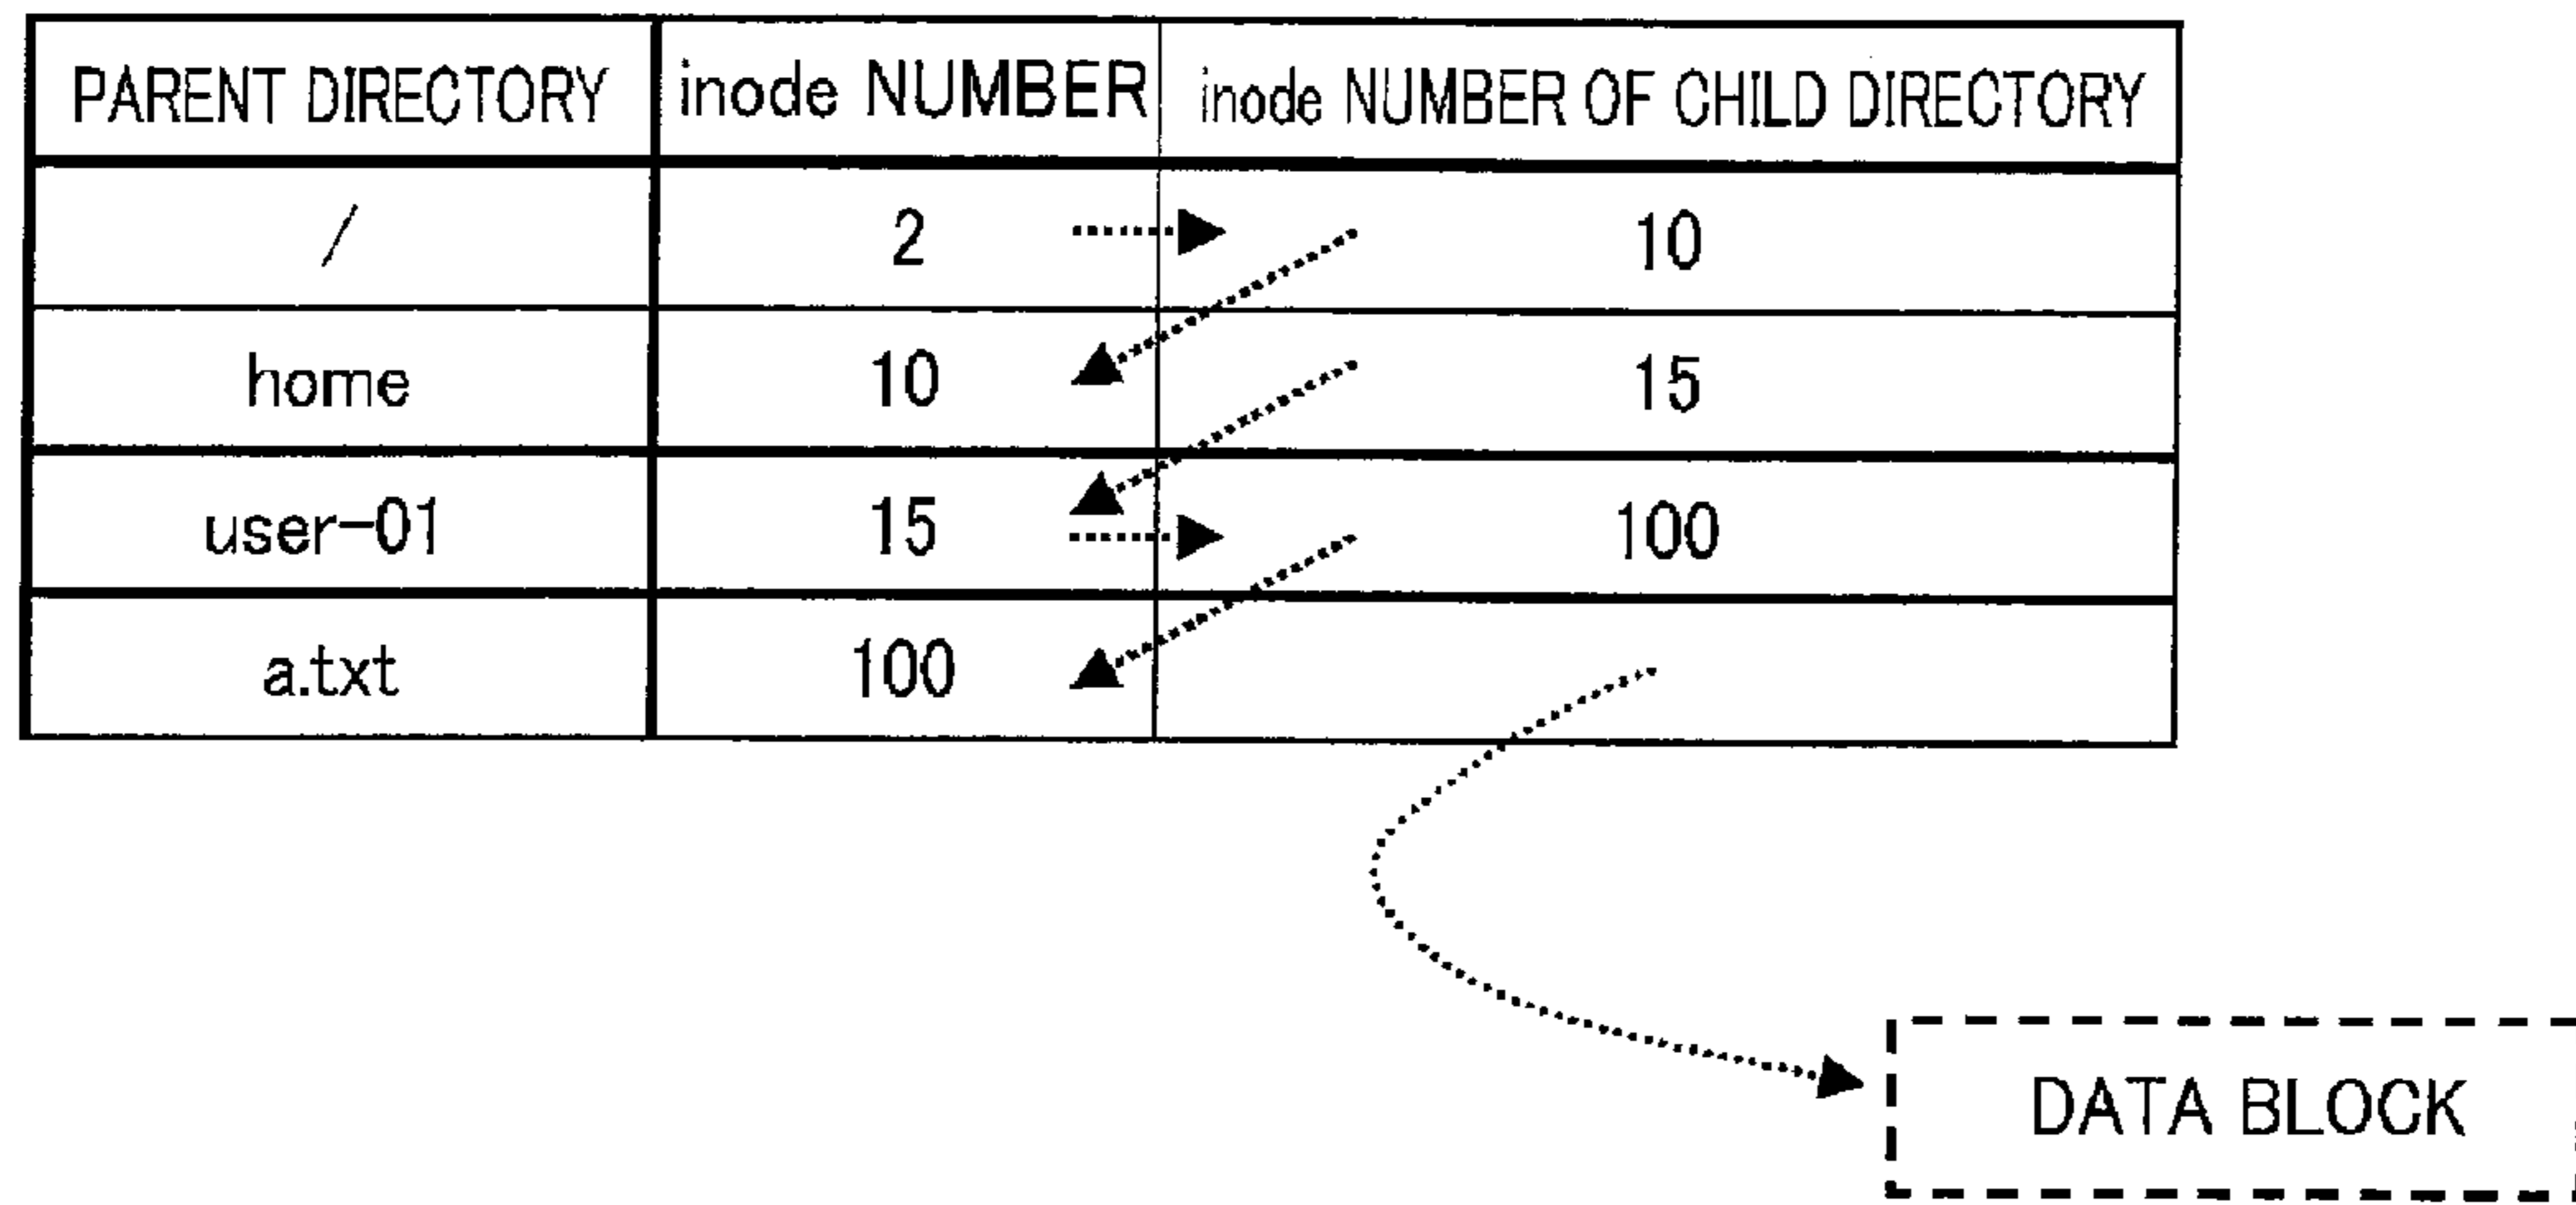 PARENT DIRECTORY inode NUMBER inode NUMBER OF CHILD DIRECTORY
/ 2 10
home 10 15
user-01 15 100
a.txt 100
DATA BLOCK